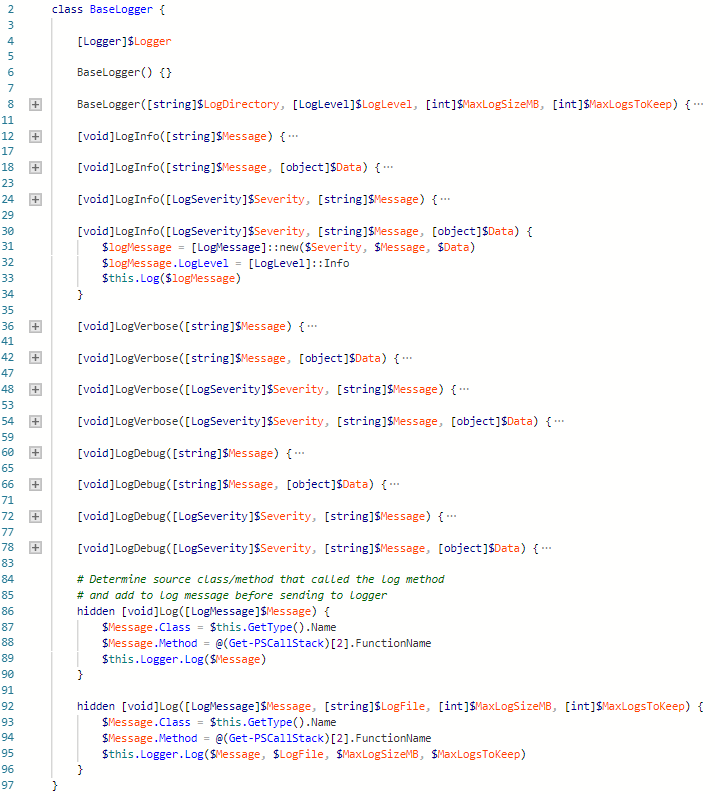 2 class BaseLogger {
3
4 [Logger]$Logger
5
6 BaseLogger() {}
7
8 BaseLogger([string]$LogDirectory, [LogLevel]$LogLevel, [int]$MaxLogSizeMB, [int]$MaxLogsToKeep) {···
11
12 [void]LogInfo([string]$Message) {···
17
18 [void]LogInfo([string]$Message, [object]$Data) {···
23
24 [void]LogInfo([LogSeverity]$Severity, [string]$Message) {···
29
30 [void]LogInfo([LogSeverity]$Severity, [string]$Message, [object]$Data) {
31 $logMessage = [LogMessage]::new($Severity, $Message, $Data)
32 $logMessage.LogLevel = [LogLevel]::Info
33 $this.Log($logMessage)
34 }
35
36 [void]LogVerbose([string]$Message) {···
41
42 [void]LogVerbose([string]$Message, [object]$Data) {···
47
48 [void]LogVerbose([LogSeverity]$Severity, [string]$Message) {···
53
54 [void]LogVerbose([LogSeverity]$Severity, [string]$Message, [object]$Data) {···
59
60 [void]LogDebug([string]$Message) {···
65
66 [void]LogDebug([string]$Message, [object]$Data) {···
71
72 [void]LogDebug([LogSeverity]$Severity, [string]$Message) {···
77
78 [void]LogDebug([LogSeverity]$Severity, [string]$Message, [object]$Data) {···
83
84 # Determine source class/method that called the log method
85 # and add to log message before sending to logger
86 hidden [void]Log([LogMessage]$Message) {
87 $Message.Class = $this.GetType().Name
88 $Message.Method = @(Get-PSCallStack)[2].FunctionName
89 $this.Logger.Log($Message)
90 }
91
92 hidden [void]Log([LogMessage]$Message, [string]$LogFile, [int]$MaxLogSizeMB, [int]$MaxLogsToKeep) {
93 $Message.Class = $this.GetType().Name
94 $Message.Method = @(Get-PSCallStack)[2].FunctionName
95 $this.Logger.Log($Message, $LogFile, $MaxLogSizeMB, $MaxLogsToKeep)
96 }
97 }